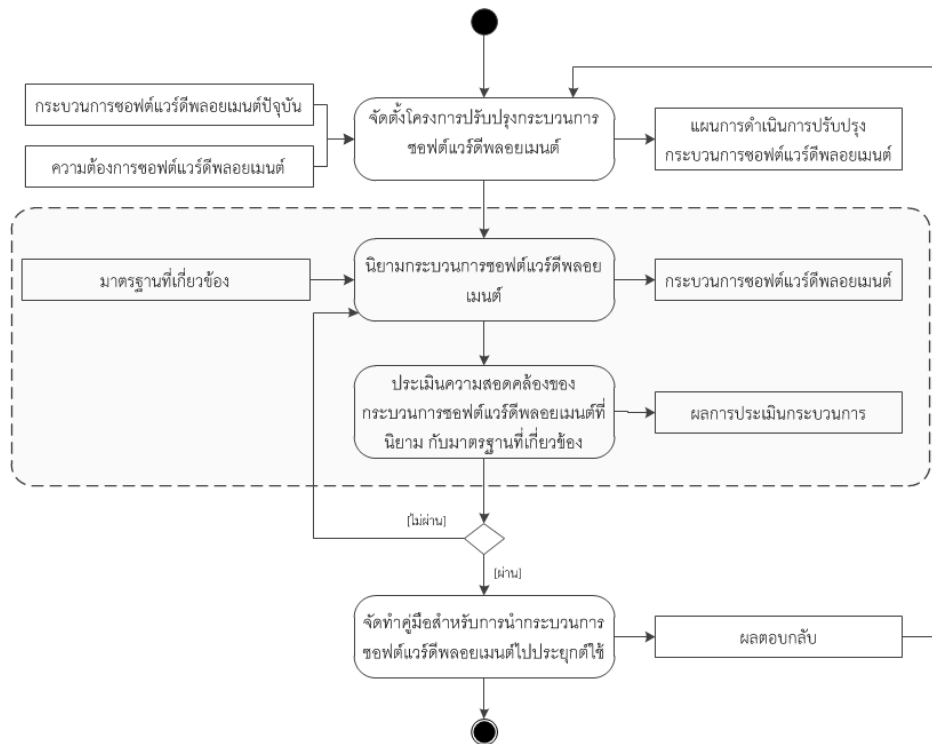 กระบวนการซอฟต์แวร์ดีพลอยเมนต์ปัจุบัน
ความต้องการซอฟต์แวร์ดีพลอยเมนต์
จัดตั้งโครงการปรับปรุงกระบวนการ
ซอฟต์แวร์ดีพลอยเมนต์
แผนการดำเนินการปรับปรุง
กระบวนการซอฟต์แวร์ดีพลอยเมนต์
มาตรฐานที่เกี่ยวข้อง
นิยามกระบวนการซอฟต์แวร์ดีพลอย
เมนต์
กระบวนการซอฟต์แวร์ดีพลอยเมนต์
ประเมินความสอดคล้องของ
กระบวนการซอฟต์แวร์ดีพลอยเมนต์ที่
นิยาม กับมาตรฐานที่เกี่ยวข้อง
ผลการประเมินกระบวนการ
[ไม่ผ่าน]
[ผ่าน]
จัดทำคู่มือสำหรับการนำกระบวนการ
ซอฟต์แวร์ดีพลอยเมนต์ไปประยุกต์ใช้
ผลตอบกลับ